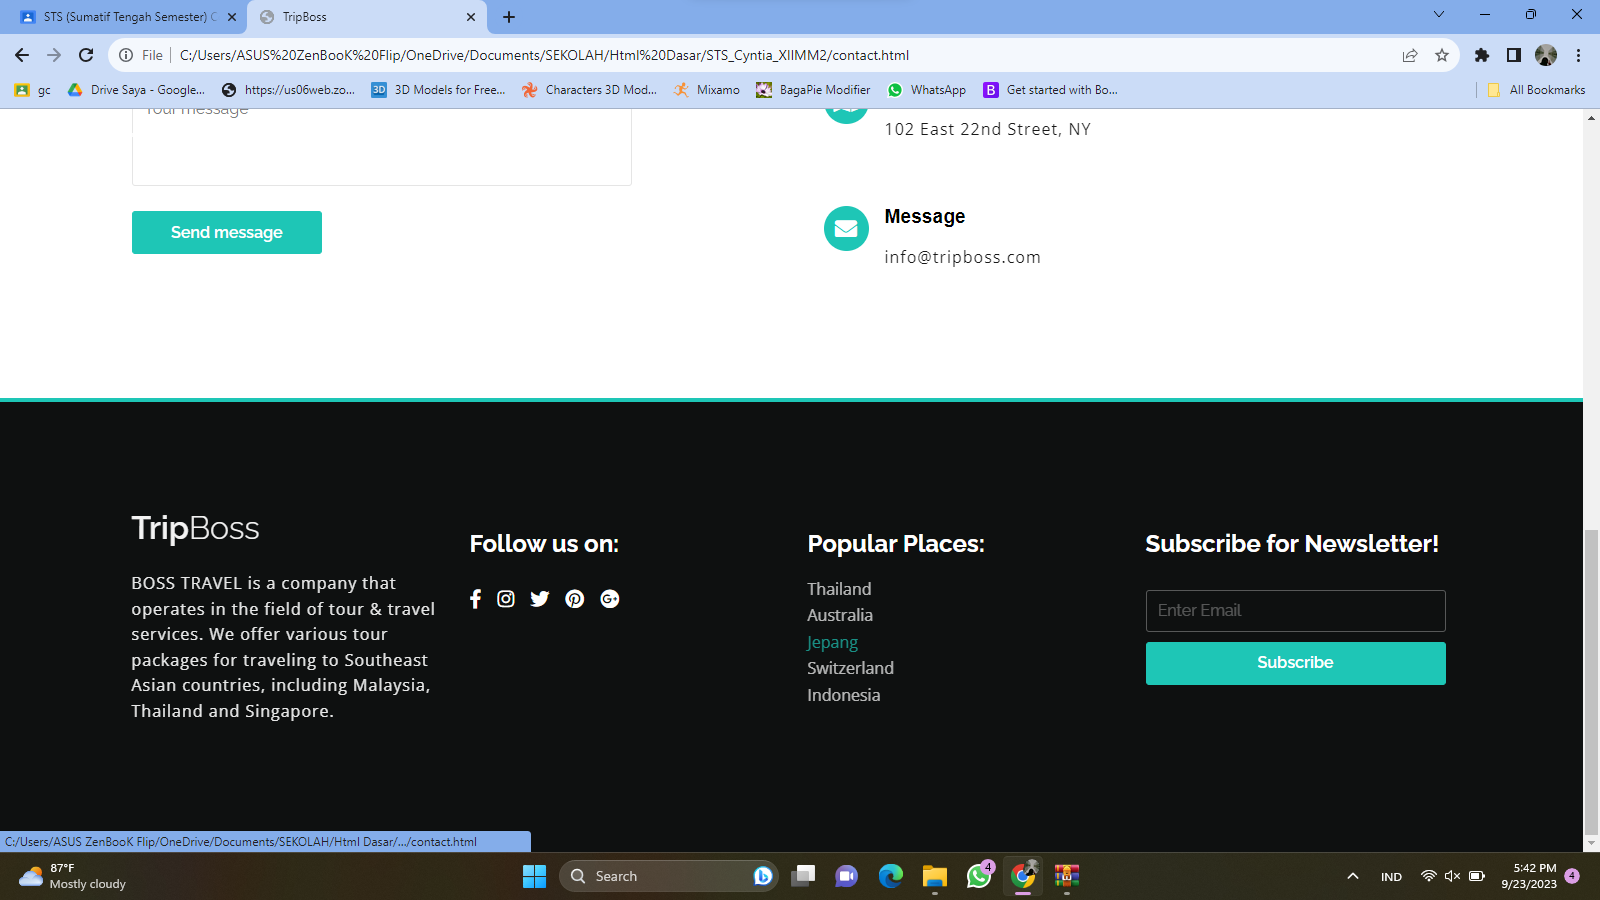 STS (Sumatif Tengah Semester) C
TripBoss
File
C:/Users/ASUS%20ZenBooK%20Flip/OneDrive/Documents/SEKOLAH/Html%20Dasar/STS_Cyntia_XIIMM2/contact.html
gc
Drive Saya - Google...
https://us06web.zo...
3D Models for Free...
Characters 3D Mod...
Mixamo
BagaPie Modifier
WhatsApp
Get started with Bo...
All Bookmarks
Your message
Send message
102 East 22nd Street, NY
Message
info@tripboss.com
TripBoss
BOSS TRAVEL is a company that
operates in the field of tour & travel
services. We offer various tour
packages for traveling to Southeast
Asian countries, including Malaysia,
Thailand and Singapore.
Follow us on:
Popular Places:
Thailand
Australia
Jepang
Switzerland
Indonesia
Subscribe for Newsletter!
Enter Email
Subscribe
C:/Users/ASUS ZenBooK Flip/OneDrive/Documents/SEKOLAH/Html Dasar/.../contact.html
87°F
Mostly cloudy
Search
4
IND
5:42 PM
9/23/2023
4